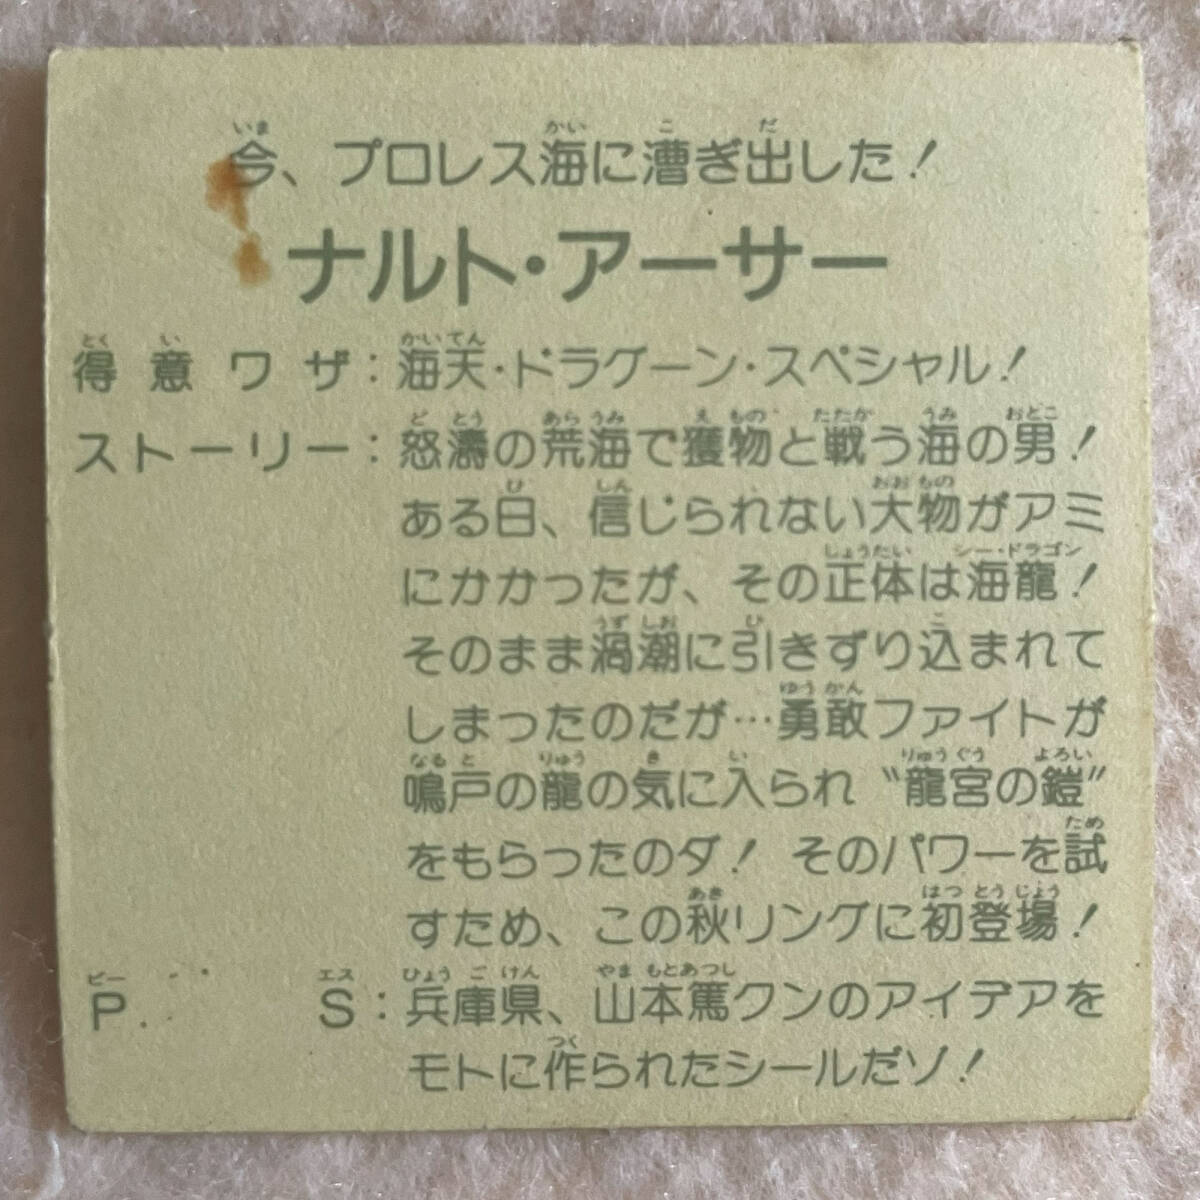 今、プロレス海に漕ぎ出した!
ナルト・アーサー
得意ワザ:海天・ドラグーン・スペシャル!
ストーリー:怒濤の荒海で獲物と戦う海の男!
ある日、信じられない大物がアミ
にかかったが、その正体は海龍!
そのまま渦潮に引きずり込まれて
しまったのだが…勇敢ファイトが
鳴戸の龍の気に入られ“龍宮の鎧”
をもらったのダ! そのパワーを試
すため、この秋リングに初登場!
P.S:兵庫県、山本篤クンのアイデアを
モトに作られたシールだゾ!